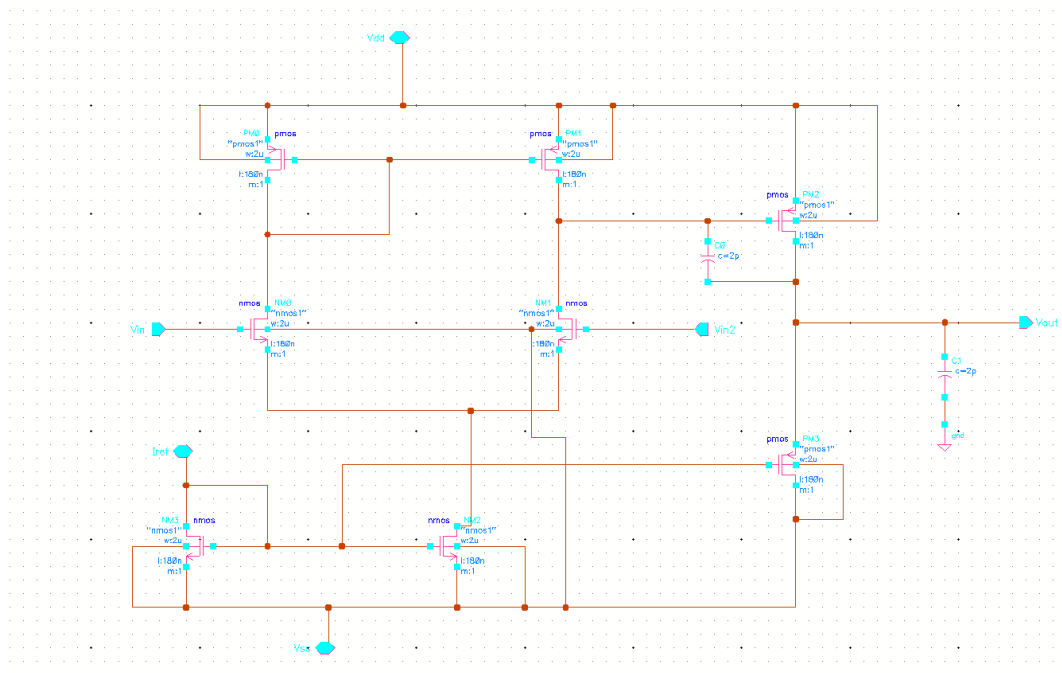 Vdd
PM0 pmos
"pmos1"
w:2u
l:180n
m:1
pmos PM1
"pmos1"
w:2u
l:180n
m:1
pmos PM2
"pmos1"
w:2u
l:180n
m:1
C0
c=2p
nmos NM0
"nmos1"
w:2u
l:180n
m:1
NM1 nmos
"nmos1"
w:2u
:180n
m:1
Vin
Vin2
Vout
C1
c=2p
gnd
pmos PM3
"pmos1"
w:2u
l:180n
m:1
Iref
NM3 nmos
"nmos1"
w:2u
l:180n
m:1
nmos NM2
"nmos1"
w:2u
l:180n
m:1